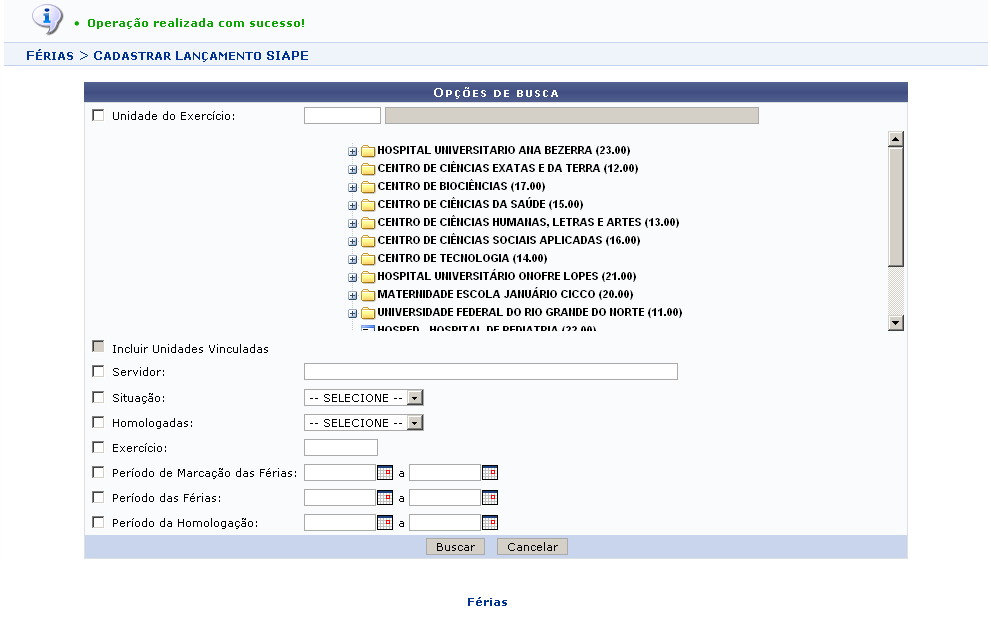 • Operação realizada com sucesso!
FÉRIAS > CADASTRAR LANÇAMENTO SIAPE
OPÇÕES DE BUSCA
Unidade do Exercício:
HOSPITAL UNIVERSITARIO ANA BEZERRA (23.00)
CENTRO DE CIÊNCIAS EXATAS E DA TERRA (12.00)
CENTRO DE BIOCIÊNCIAS (17.00)
CENTRO DE CIÊNCIAS DA SAÚDE (15.00)
CENTRO DE CIÊNCIAS HUMANAS, LETRAS E ARTES (13.00)
CENTRO DE CIÊNCIAS SOCIAIS APLICADAS (16.00)
CENTRO DE TECNOLOGIA (14.00)
HOSPITAL UNIVERSITÁRIO ONOFRE LOPES (21.00)
MATERNIDADE ESCOLA JANUÁRIO CICCO (20.00)
UNIVERSIDADE FEDERAL DO RIO GRANDE DO NORTE (11.00)
HOSPED - HOSPITAL DE PEDIATRIA (22.00)
Incluir Unidades Vinculadas
Servidor:
Situação: -- SELECIONE --
Homologadas: -- SELECIONE --
Exercício:
Período de Marcação das Férias: a
Período das Férias: a
Período da Homologação: a
Buscar Cancelar
Férias